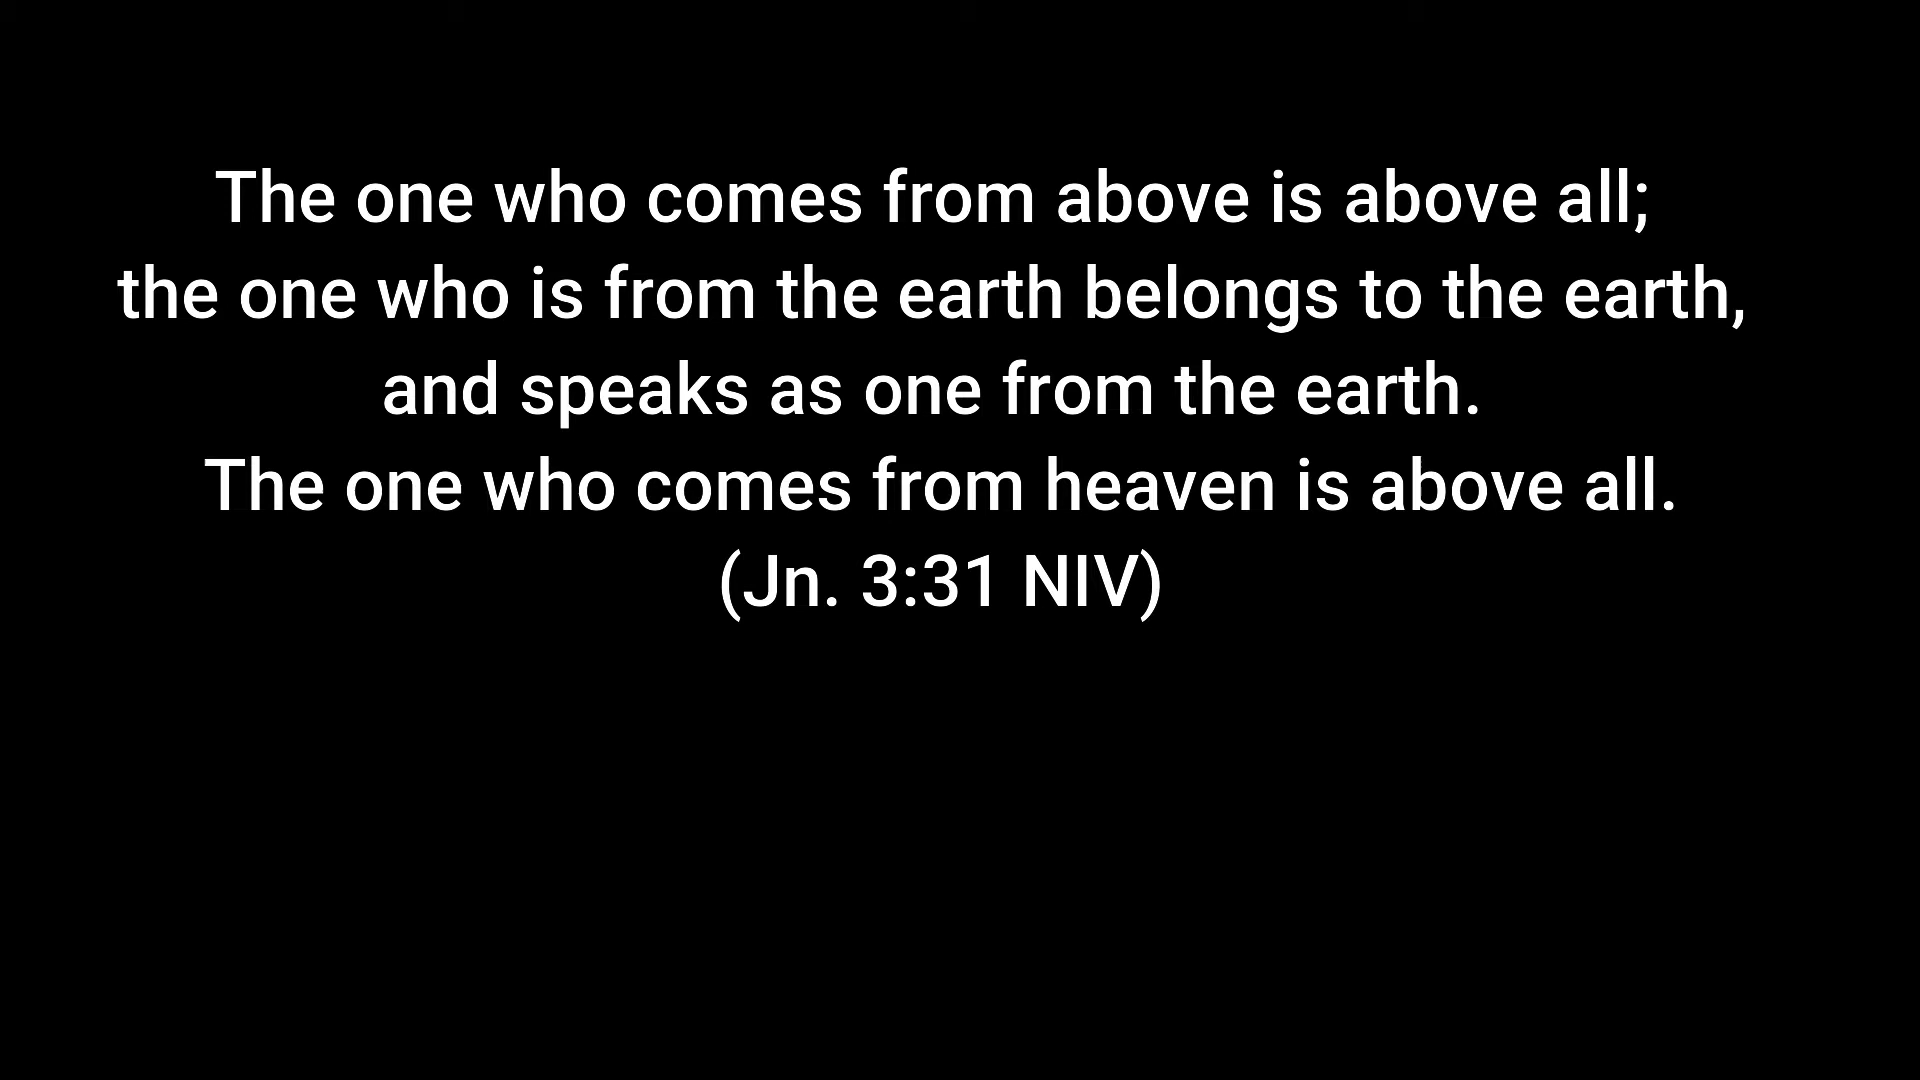 The one who comes from above is above all;
the one who is from the earth belongs to the earth,
and speaks as one from the earth.
The one who comes from heaven is above all.
(Jn. 3:31 NIV)